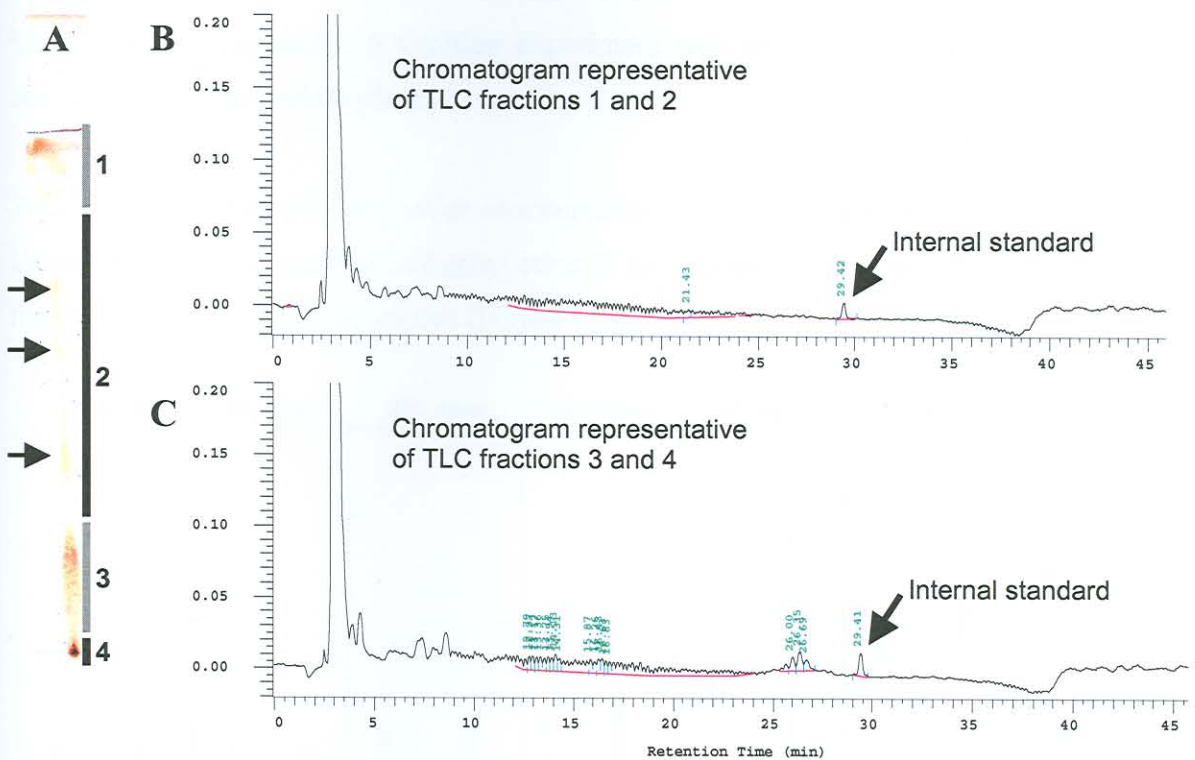 A
1
2
3
4
B
0.20
0.15
0.10
0.05
0.00
Chromatogram representative
of TLC fractions 1 and 2
21.43
29.42
Internal standard
0 5 10 15 20 25 30 35 40 45
C
0.20
0.15
0.10
0.05
0.00
Chromatogram representative
of TLC fractions 3 and 4
15.87
26.00
26.69
29.41
Internal standard
0 5 10 15 20 25 30 35 40 45
Retention Time (min)